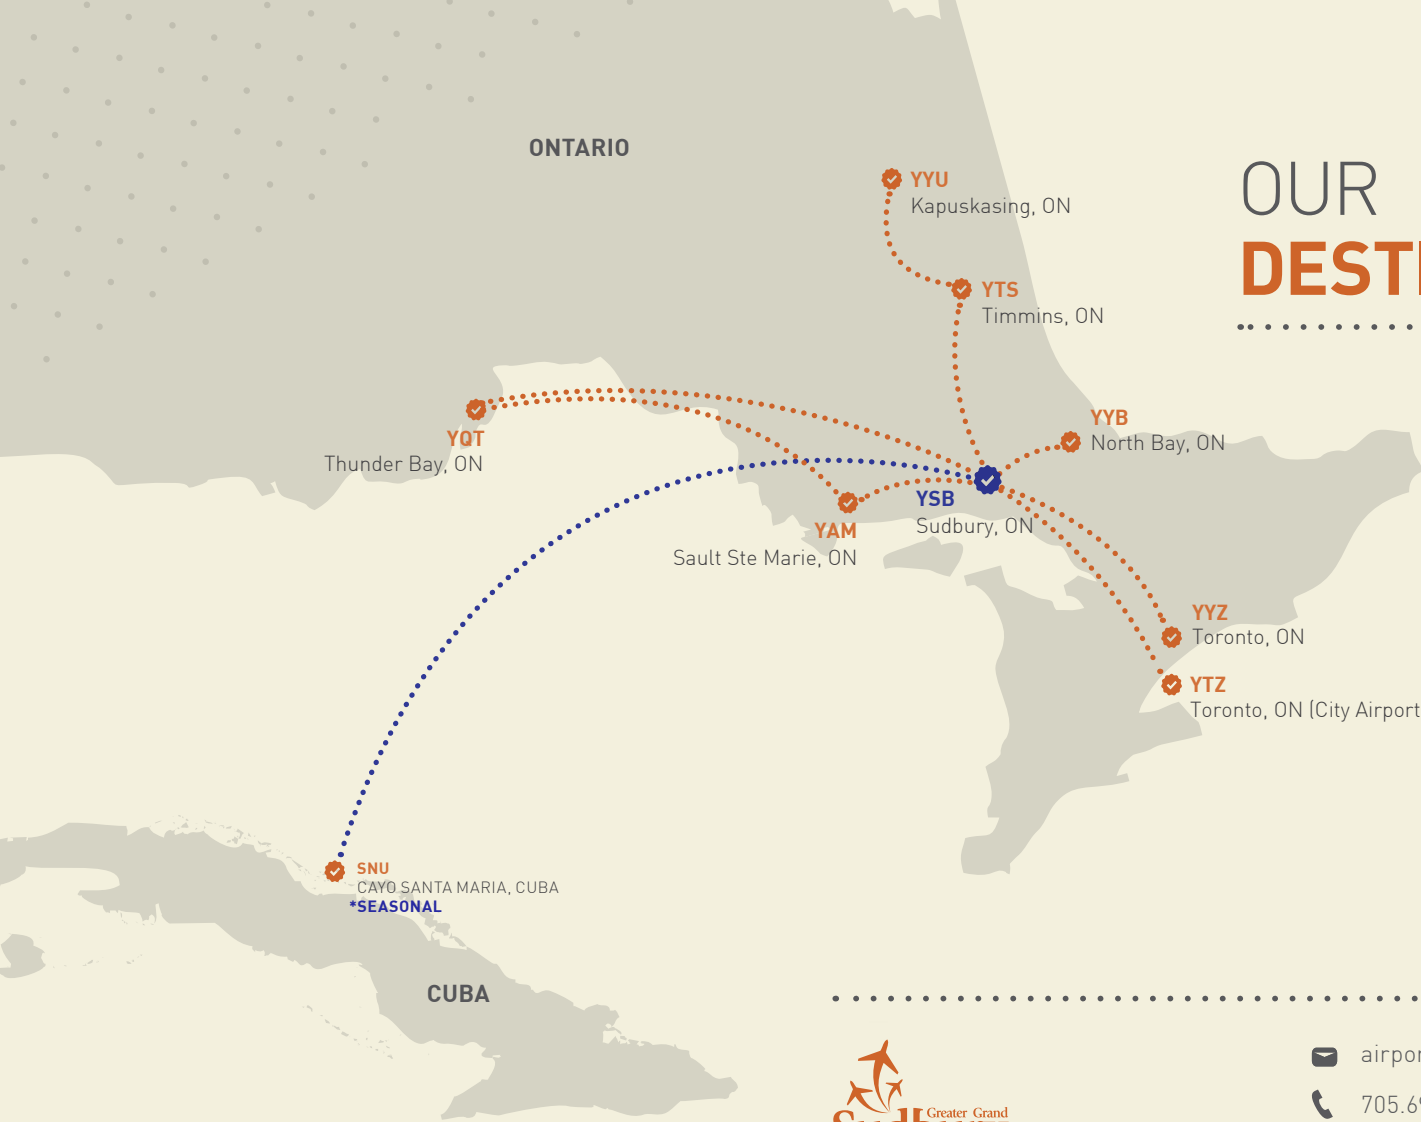 ONTARIO
YYU
Kapuskasing, ON
OUR
YTS
Timmins, ON
YYB
North Bay, ON
YQT
Thunder Bay, ON
YSB
Sudbury, ON
YAM
Sault Ste Marie, ON
YYZ
Toronto, ON
YTZ
Toronto, ON (City Airport
SNU
CAYO SANTA MARIA, CUBA
*SEASONAL
CUBA
Greater Grand